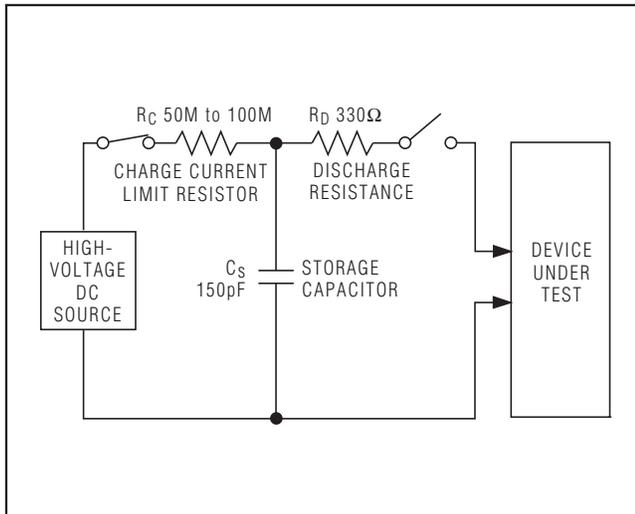 RC 50M to 100M
CHARGE CURRENT
LIMIT RESISTOR
RD 330Ω
DISCHARGE
RESISTANCE
HIGH-
VOLTAGE
DC
SOURCE
CS
150pF
STORAGE
CAPACITOR
DEVICE
UNDER
TEST